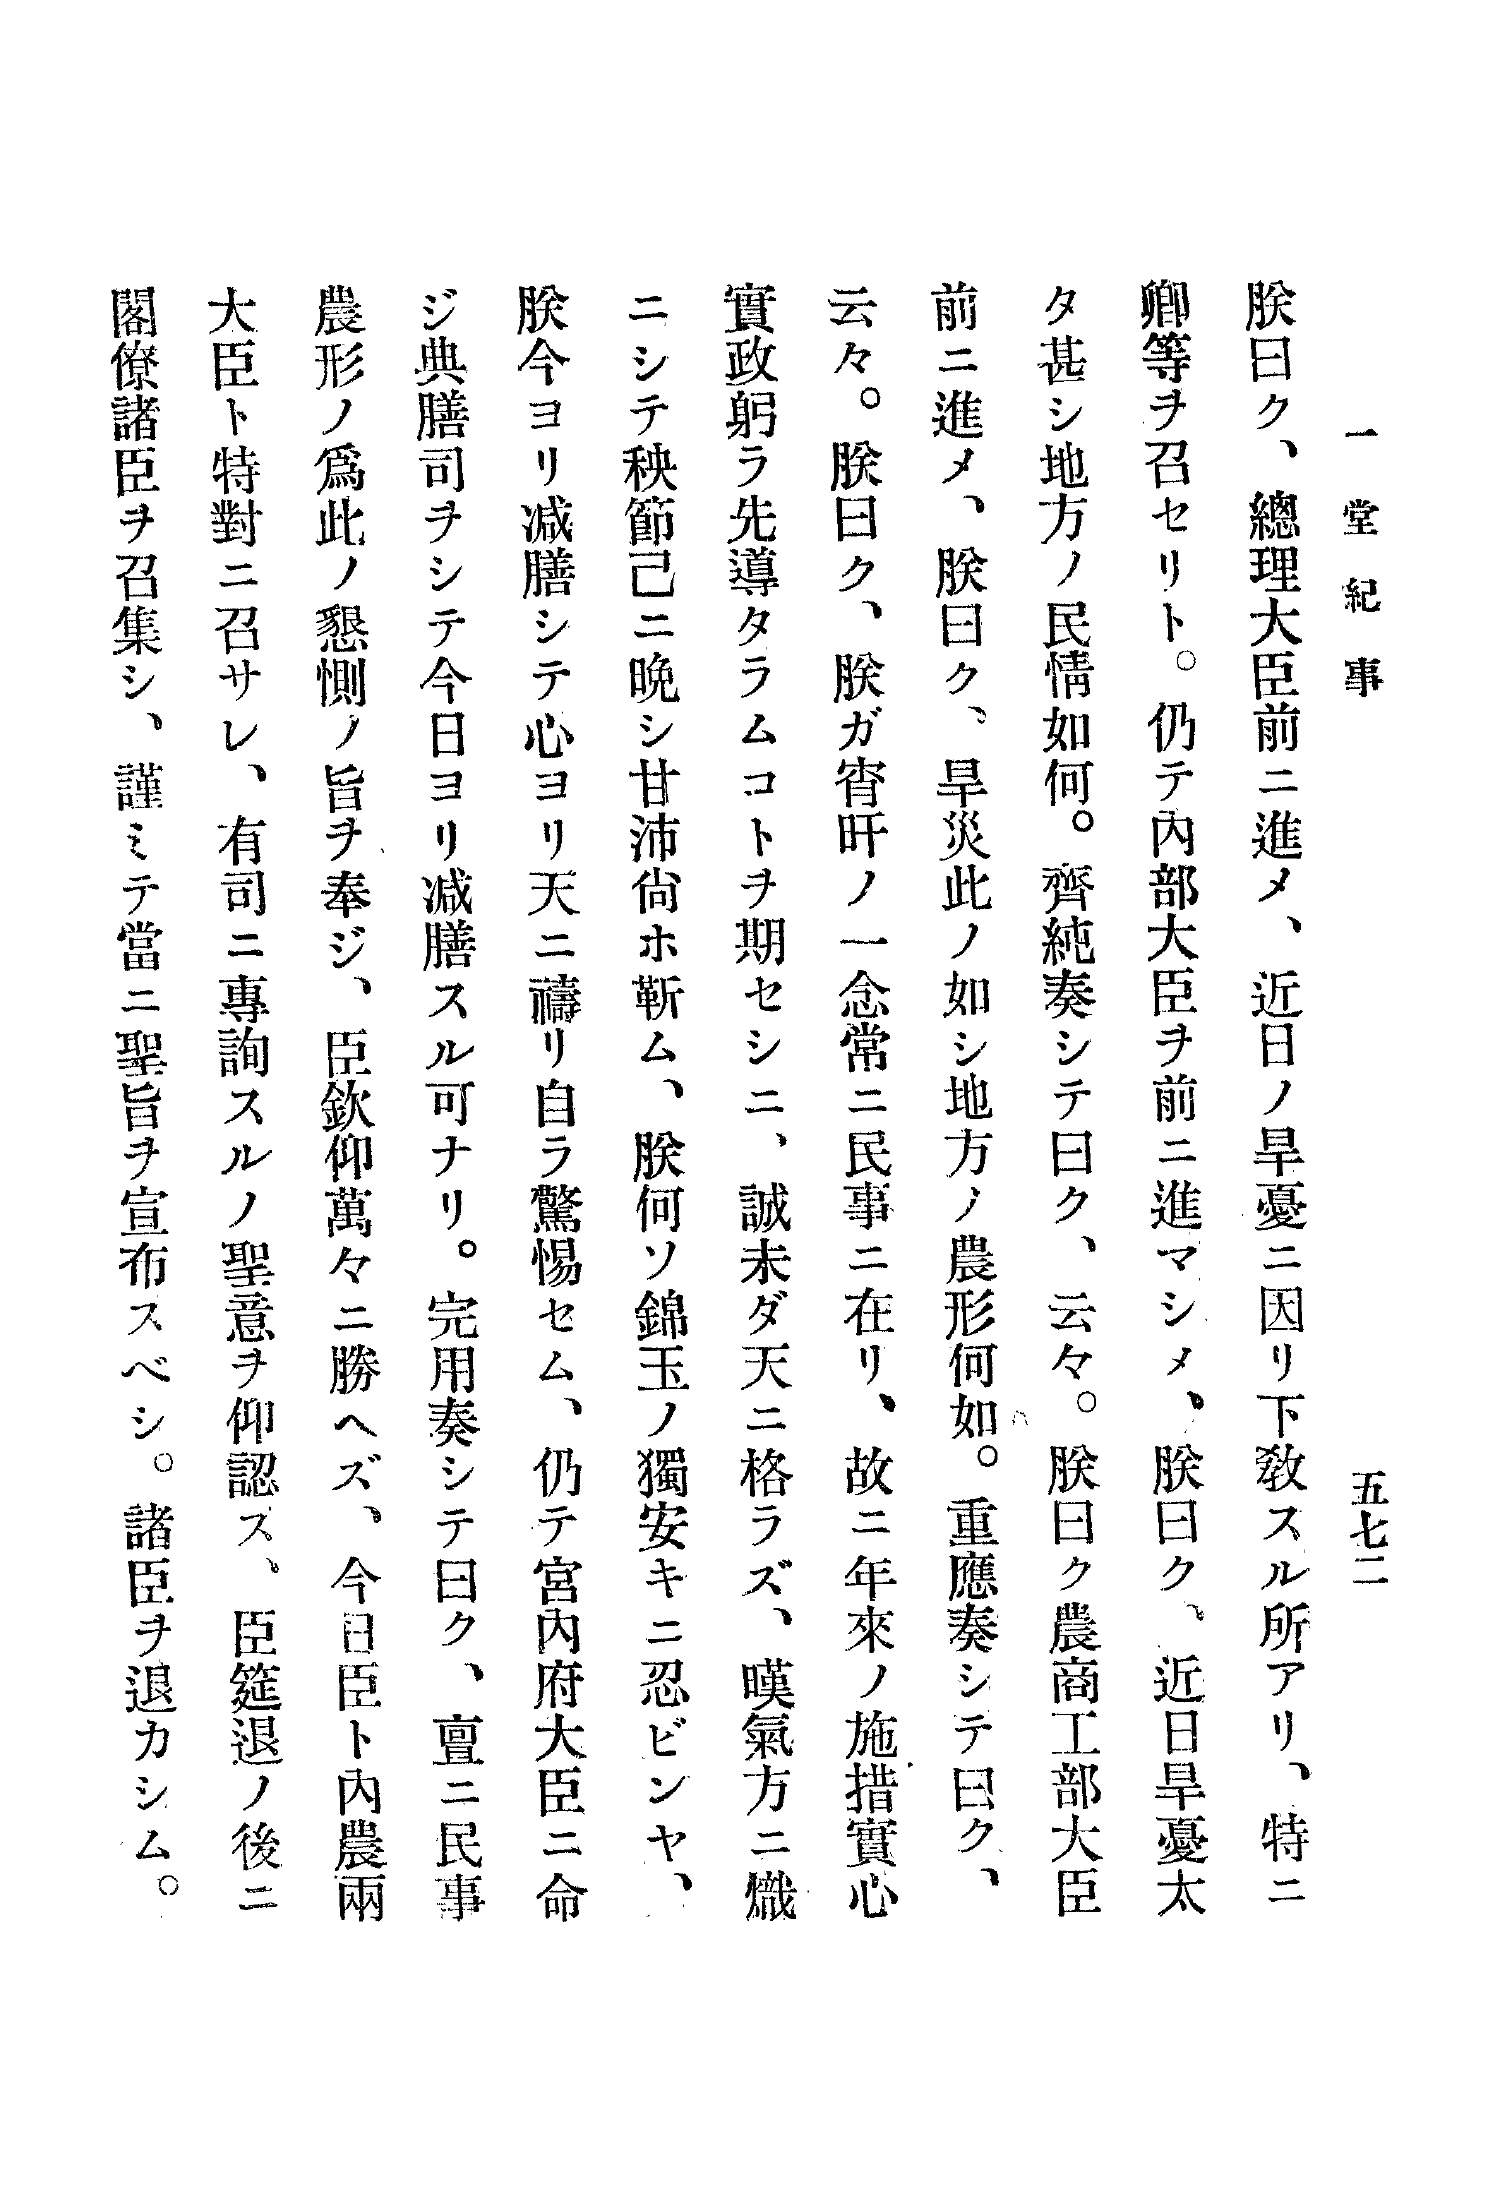 一堂紀事　五七二
朕曰ク、總理大臣前ニ進メ、近日ノ旱憂ニ因リ下敎スル所アリ、特ニ
卿等ヲ召セリト。仍テ內部大臣ヲ前ニ進マシメ、朕曰ク、近日旱憂太
タ甚シ地方ノ民情如何。齊純奏シテ曰ク、云々。朕曰ク農商工部大臣
前ニ進メ、朕曰ク、旱災此ノ如シ地方ノ農形何如。重應奏シテ曰ク、
云々。朕曰ク、朕ガ宵旰ノ一念常ニ民事ニ在リ、故ニ年來ノ施措實心
實政躬ラ先導タラムコトヲ期セシニ、誠未ダ天ニ格ラズ、嘆氣方ニ熾
ニシテ秧節己ニ晩シ甘沛尙ホ靳ム、朕何ソ錦玉ノ獨安キニ忍ビンヤ、
朕今ヨリ減膳シテ心ヨリ天ニ禱リ自ラ驚惕セム、仍テ宮內府大臣ニ命
ジ典膳司ヲシテ今日ヨリ減膳スル可ナリ。完用奏シテ曰ク、亶ニ民事
農形ノ爲此ノ懇惻ノ旨ヲ奉ジ、臣欽仰萬々ニ勝ヘズ、今日臣ト內農兩
大臣ト特對ニ召サレ、有司ニ專詢スルノ聖意ヲ仰認ス、臣筵退ノ後ニ
閣僚諸臣ヲ召集シ、謹ミテ當ニ聖旨ヲ宣布スベシ。諸臣ヲ退カシム。